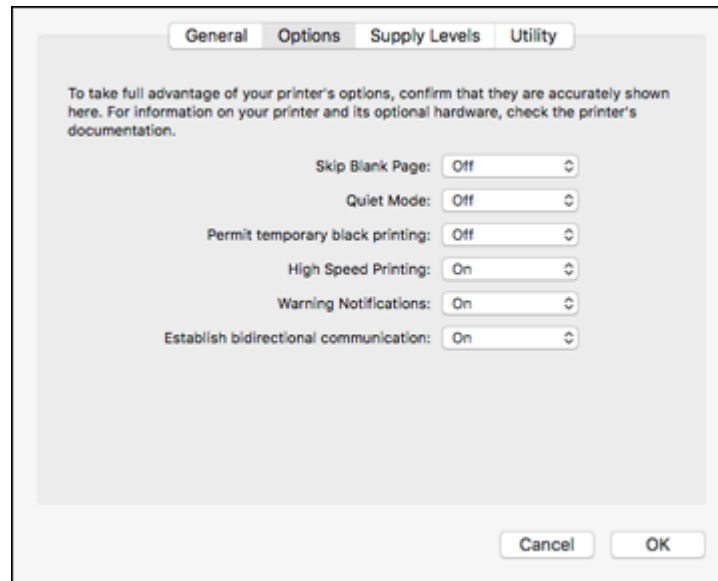 General Options Supply Levels Utility
To take full advantage of your printer's options, confirm that they are accurately shown
here. For information on your printer and its optional hardware, check the printer's
documentation.
Skip Blank Page: Off
Quiet Mode: Off
Permit temporary black printing: Off
High Speed Printing: On
Warning Notifications: On
Establish bidirectional communication: On
Cancel OK